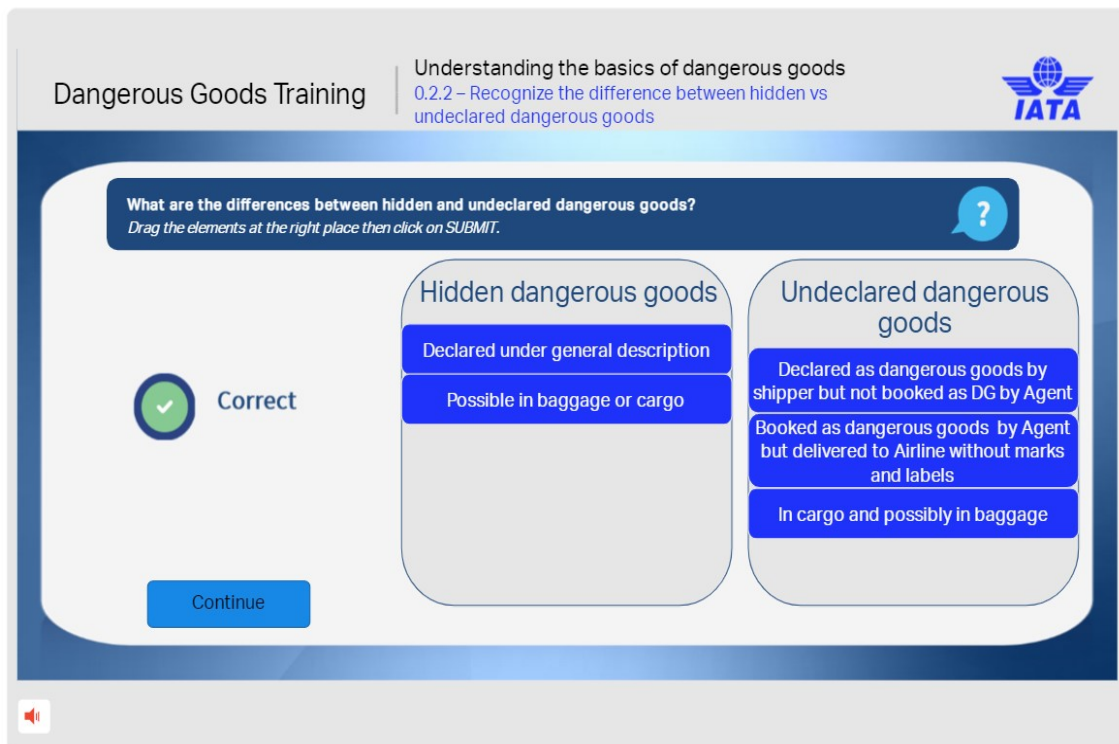 Dangerous Goods Training
Understanding the basics of dangerous goods
0.2.2 – Recognize the difference between hidden vs
undeclared dangerous goods
IATA
What are the differences between hidden and undeclared dangerous goods?
Drag the elements at the right place then click on SUBMIT.
?
Correct
Continue
Hidden dangerous goods
Declared under general description
Possible in baggage or cargo
Undeclared dangerous
goods
Declared as dangerous goods by
shipper but not booked as DG by Agent
Booked as dangerous goods by Agent
but delivered to Airline without marks
and labels
In cargo and possibly in baggage